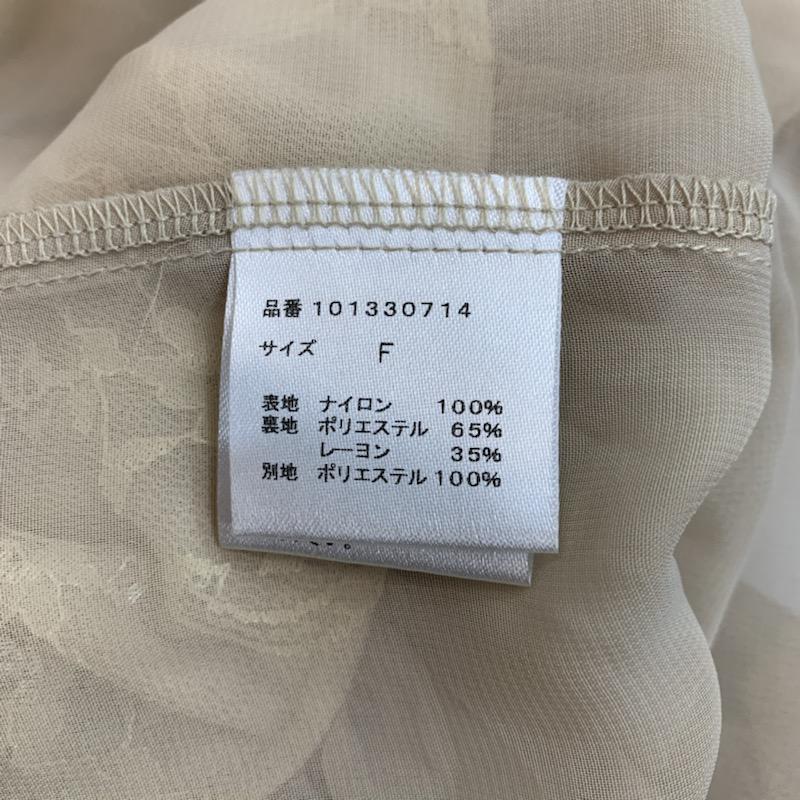 品番 101330714
サイズ F
表地 ナイロン 100%
裏地 ポリエステル 65%
レーヨン 35%
別地 ポリエステル 100%